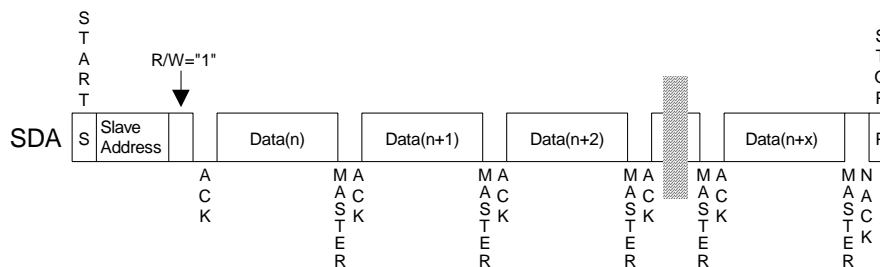 START
R/W="1"
SDA
S
Slave
Address
Data(n)
Data(n+1)
Data(n+2)
Data(n+x)
ACK
MASTER
ACK
MASTER
ACK
MASTER
ACK
MASTER
ACK
MASTER
NACK